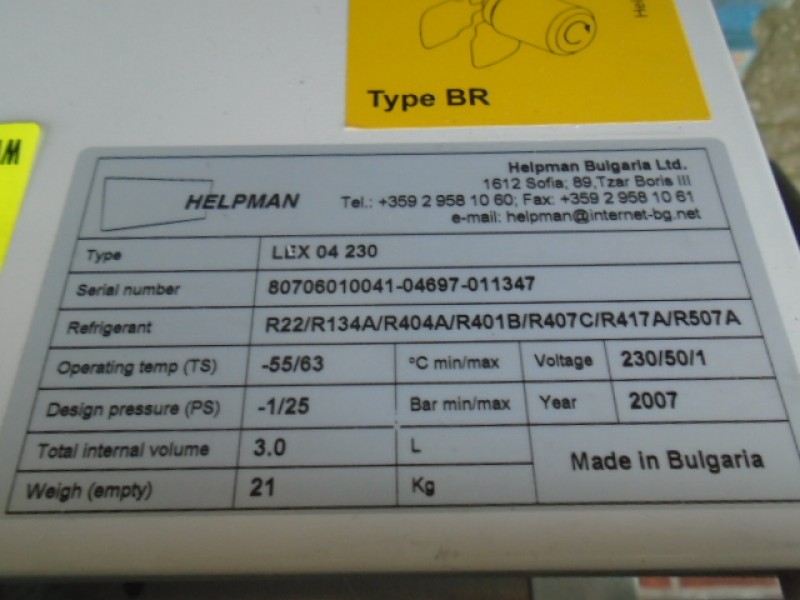 Type BR
HELPMAN
Helpman Bulgaria Ltd.
1612 Sofia; 89,Tzar Boris III
Tel.: +359 2 958 10 60; Fax: +359 2 958 10 61
e-mail: helpman@internet-bg.net
Type LEX 04 230
Serial number 80706010041-04697-011347
Refrigerant R22/R134A/R404A/R401B/R407C/R417A/R507A
Operating temp (TS) -55/63 °C min/max Voltage 230/50/1
Design pressure (PS) -1/25 Bar min/max Year 2007
Total internal volume 3.0 L
Made in Bulgaria
Weigh (empty) 21 Kg